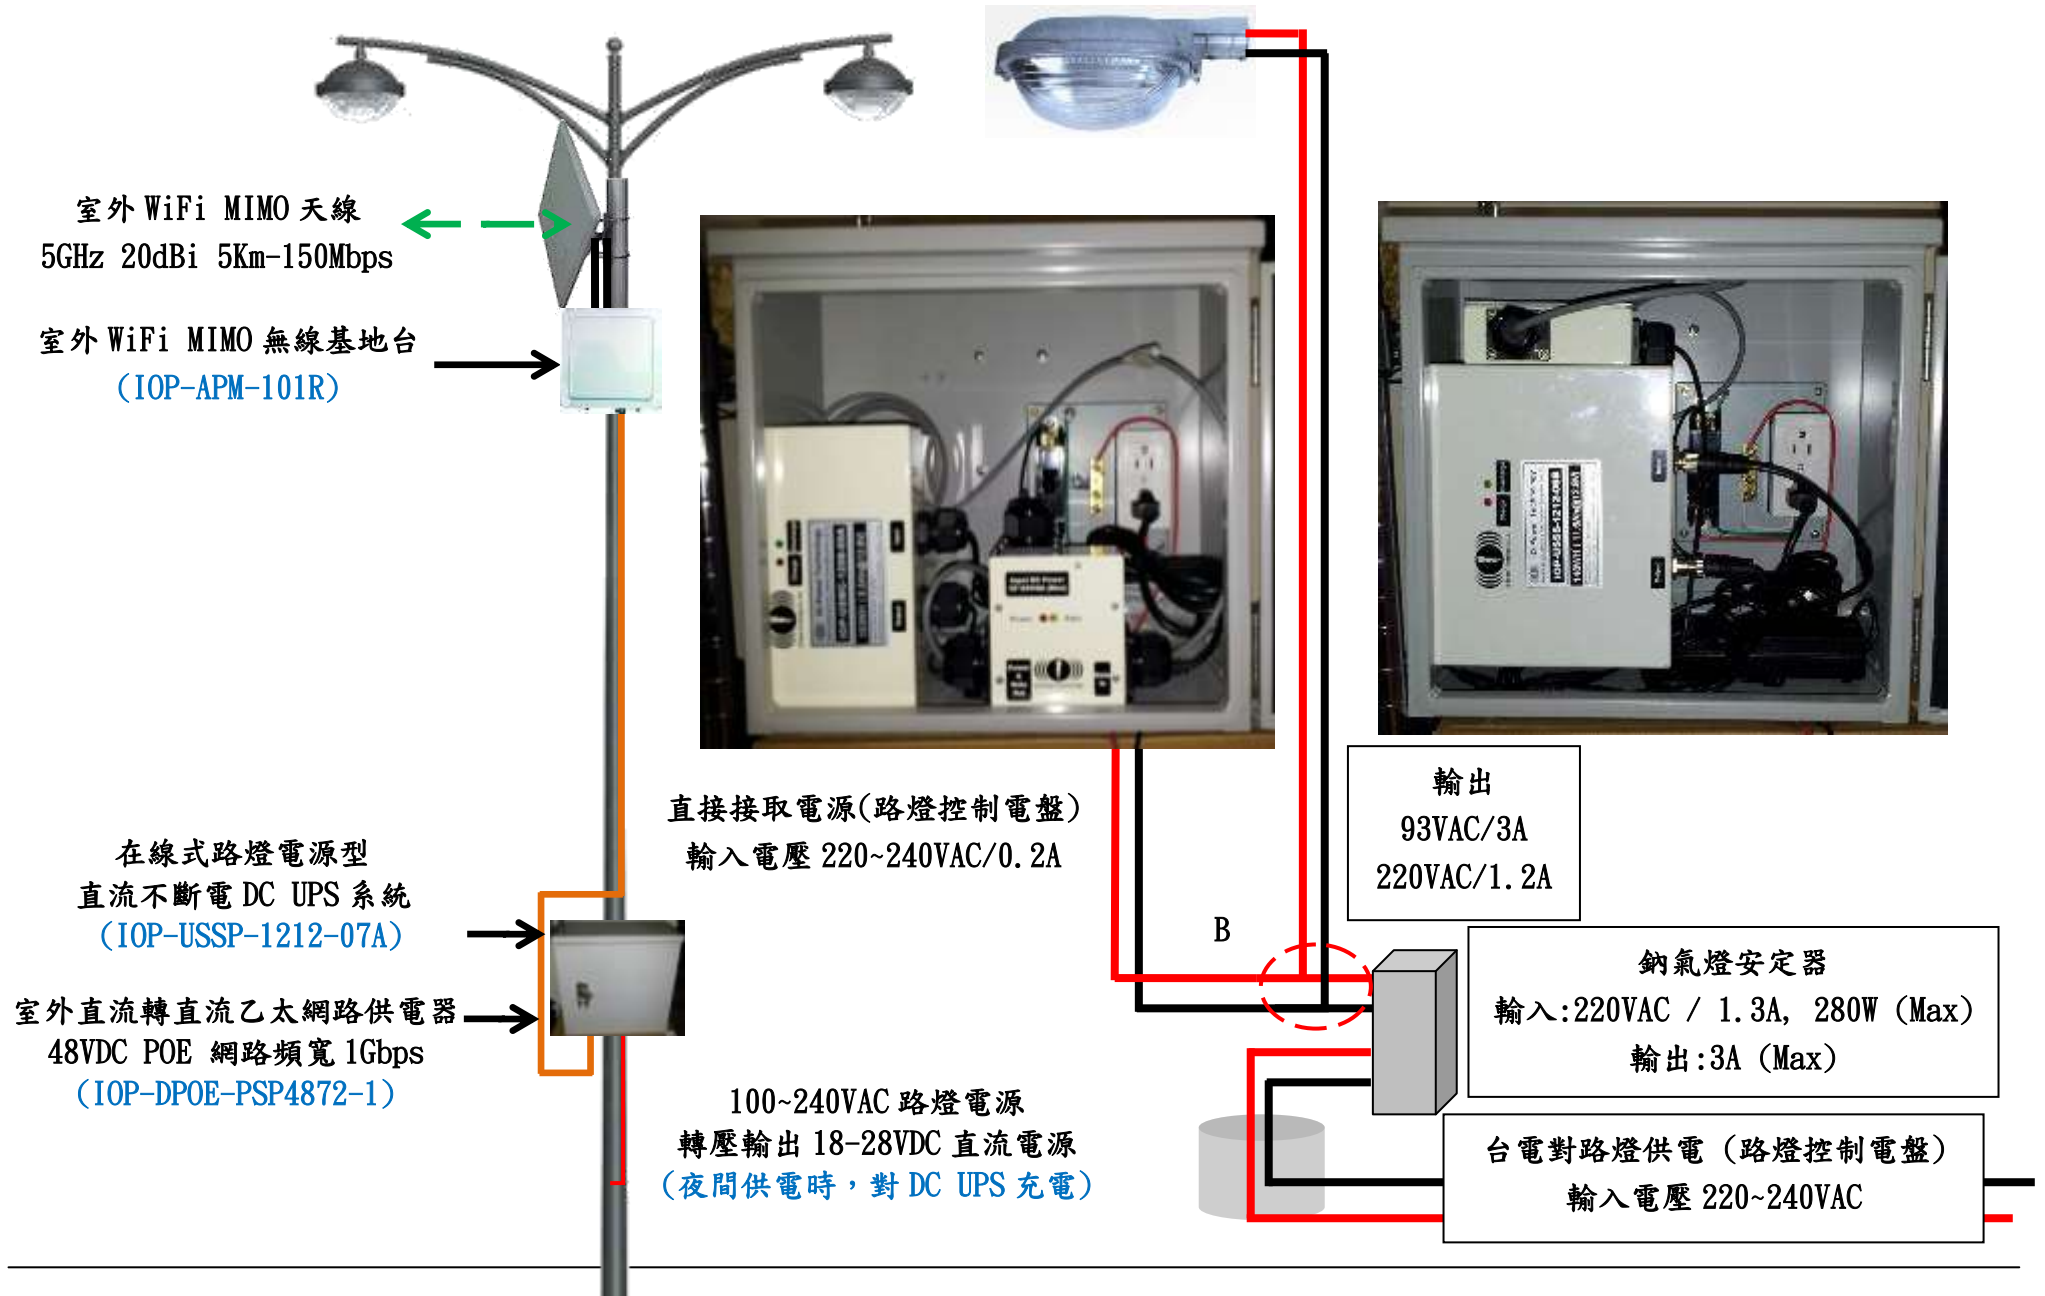 室外 WiFi MIMO 天線
5GHz 20dBi 5Km-150Mbps
室外 WiFi MIMO 無線基地台
(IOP-APM-101R)
在線式路燈電源型
直流不斷電 DC UPS 系統
(IOP-USSP-1212-07A)
室外直流轉直流乙太網路供電器
48VDC POE 網路頻寬 1Gbps
(IOP-DPOE-PSP4872-1)
直接接取電源(路燈控制電盤)
輸入電壓 220~240VAC/0.2A
100~240VAC 路燈電源
轉壓輸出 18-28VDC 直流電源
(夜間供電時，對 DC UPS 充電)
B
輸出
93VAC/3A
220VAC/1.2A
鈉氣燈安定器
輸入:220VAC / 1.3A, 280W (Max)
輸出:3A (Max)
台電對路燈供電 (路燈控制電盤)
輸入電壓 220~240VAC